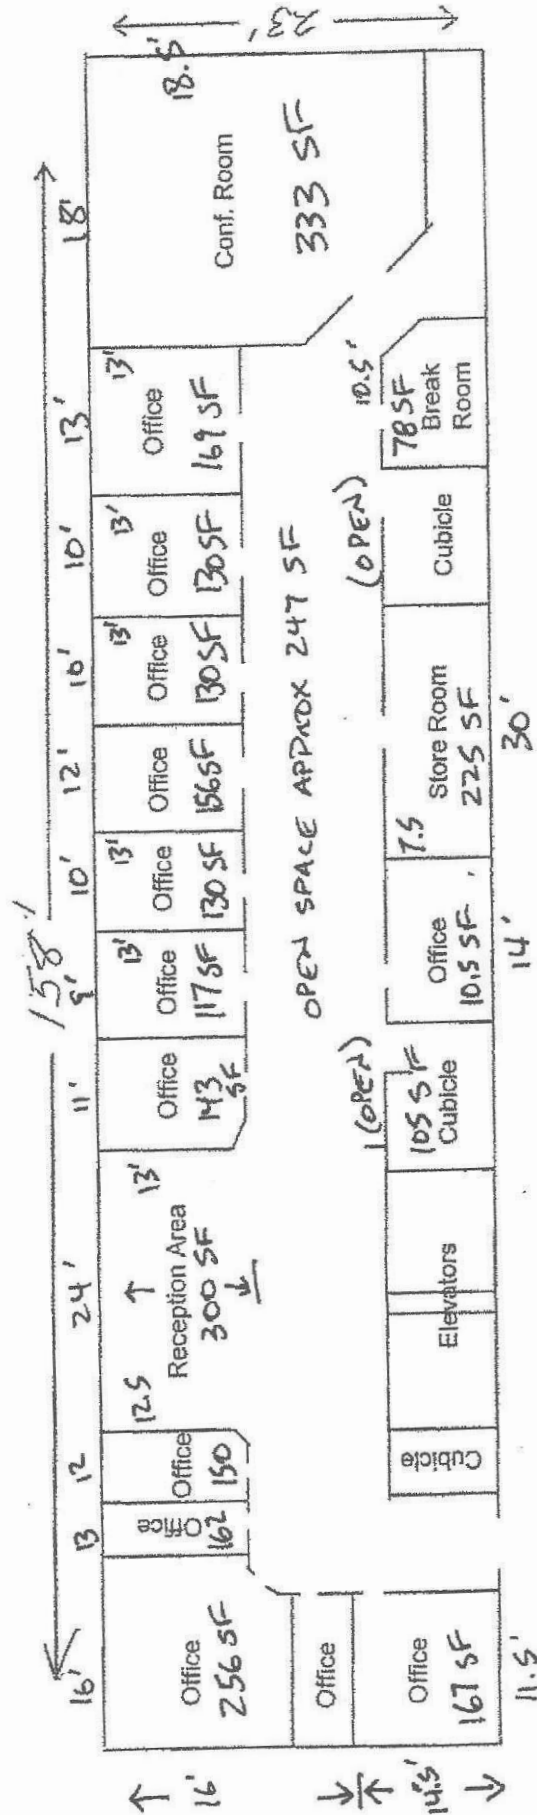 158'
16'
13
12
24'
11'
9'
10'
12'
10'
10'
13'
18'
18.5'
23'
Office
256 SF
Office
162
Office
150
12.5
Reception Area
300 SF
13'
Office
143
SF
13'
Office
117 SF
13'
Office
130 SF
Office
156 SF
13'
Office
130 SF
13'
Office
130 SF
13'
Office
169 SF
Conf. Room
333 SF
OPEN SPACE APPROX 247 SF
16'
14.5'
Office
Office
167 SF
11.5'
Cubicle
Elevators
(OPEN)
105 SF
Cubicle
Office
10.5 SF
14'
7.5
Store Room
225 SF
30'
(OPEN)
Cubicle
10.5'
78 SF
Break
Room